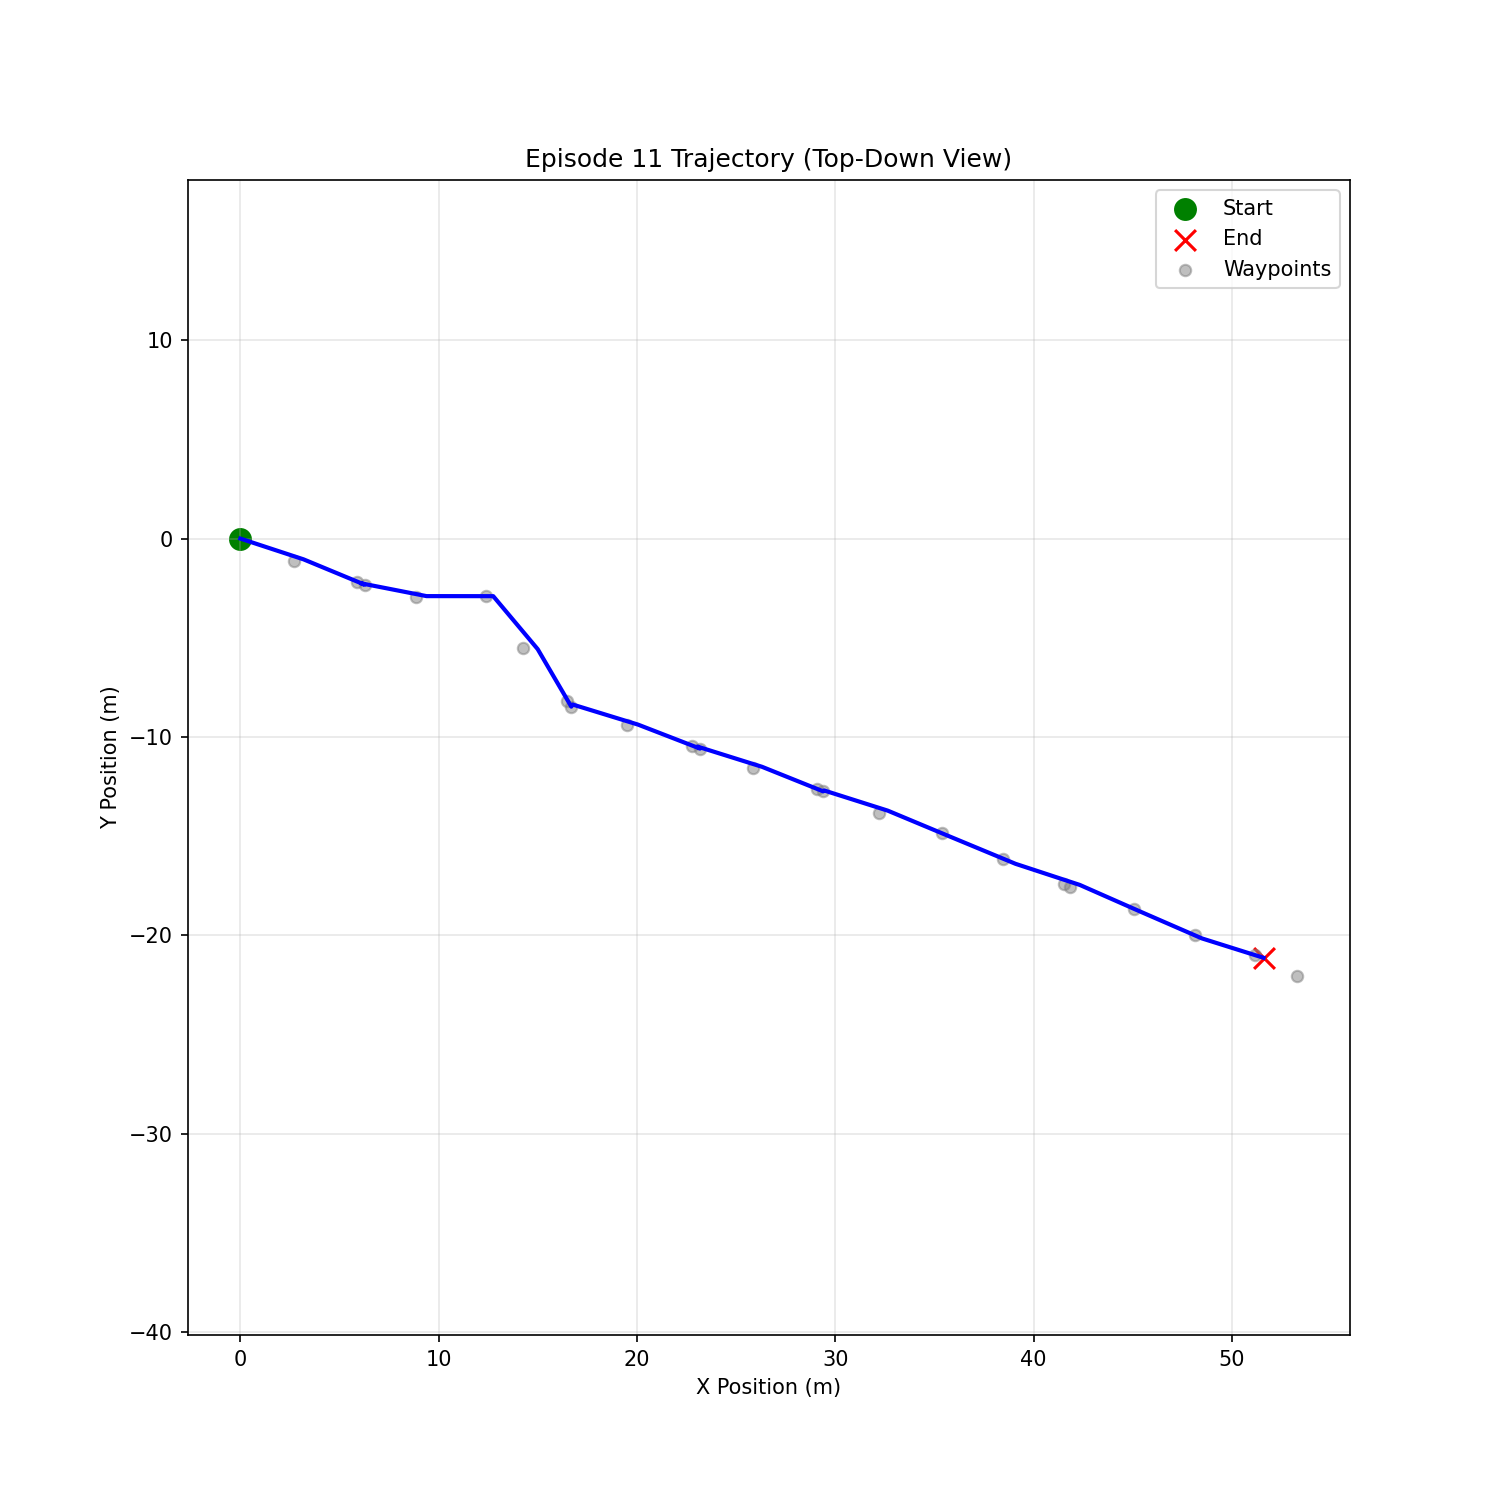 Episode 11 Trajectory (Top-Down View)
Start
End
Waypoints
10
0
−10
−20
−30
−40
Y Position (m)
0 10 20 30 40 50
X Position (m)